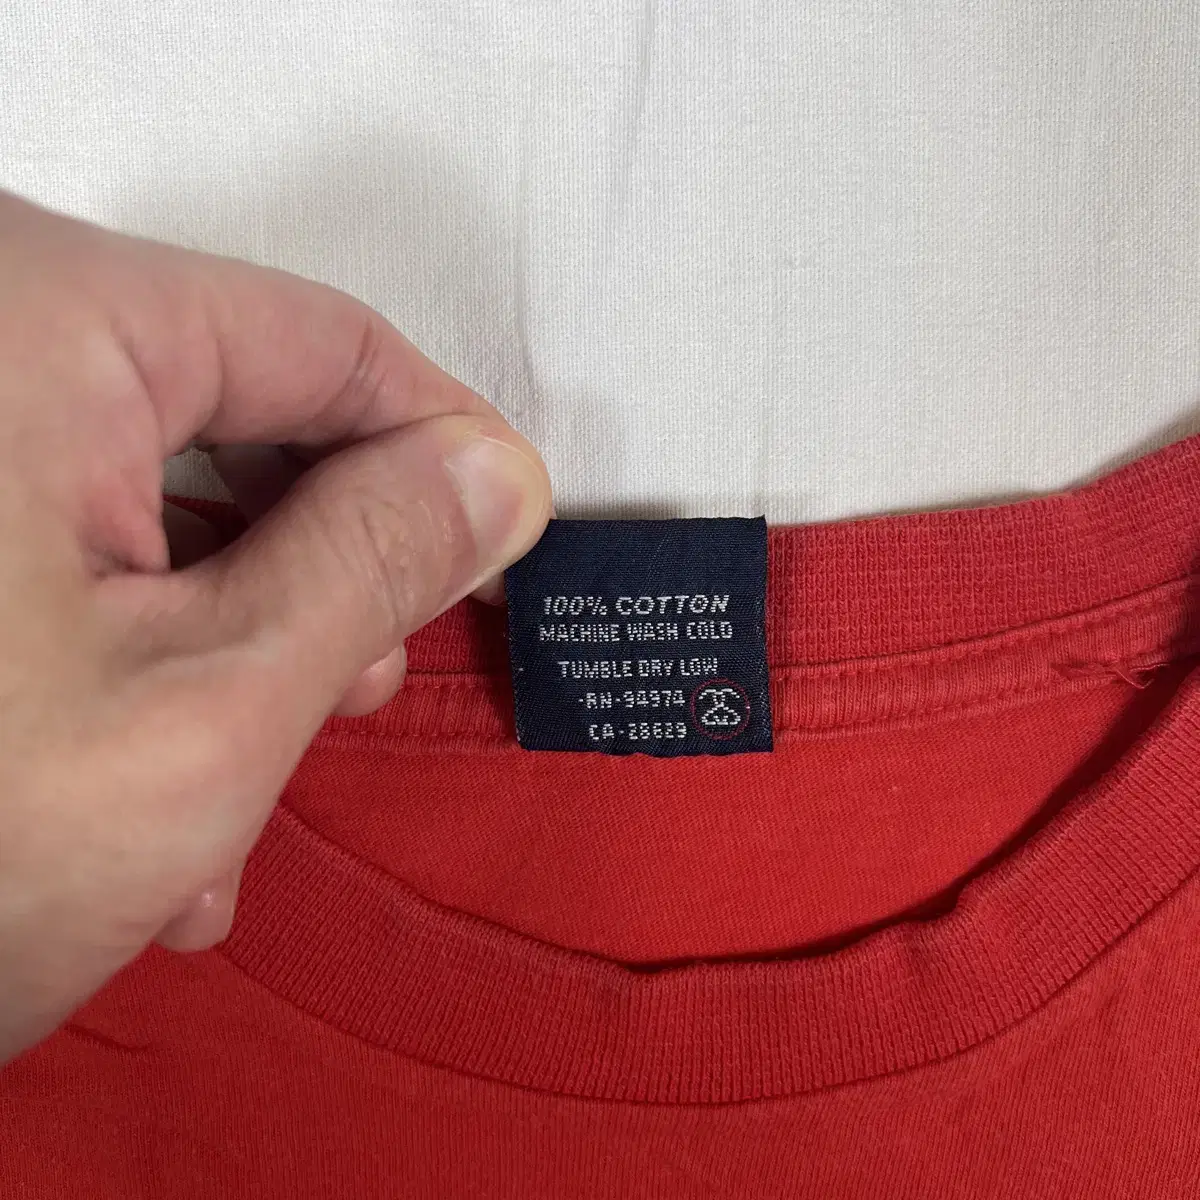 100% COTTON
MACHINE WASH COLD
TUMBLE DRY LOW
-RN-94974
CA-28629